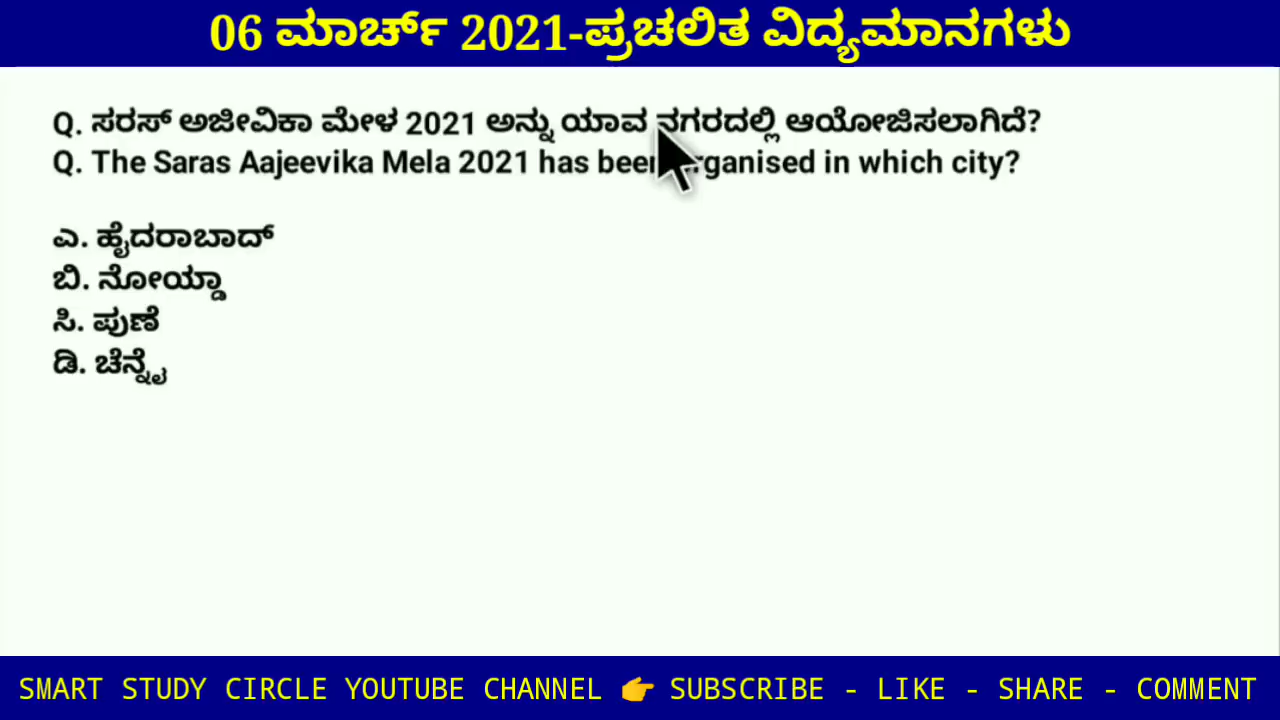 06 ಮಾರ್ಚ್ 2021-ಪ್ರಚಲಿತ ವಿದ್ಯಮಾನಗಳು
Q. ಸರಸ್ ಅಜೀವಿಕಾ ಮೇಳ 2021 ಅನ್ನು ಯಾವ ನಗರದಲ್ಲಿ ಆಯೋಜಿಸಲಾಗಿದೆ?
Q. The Saras Aajeevika Mela 2021 has been organised in which city?
ಎ. ಹೈದರಾಬಾದ್
ಬಿ. ನೋಯ್ಡಾ
ಸಿ. ಪುಣೆ
ಡಿ. ಚೆನ್ನೈ
SMART STUDY CIRCLE YOUTUBE CHANNEL 👉 SUBSCRIBE - LIKE - SHARE - COMMENT